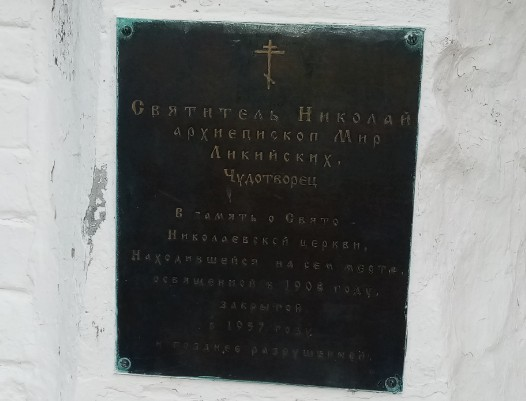 Святитель Николай
архиепископ Мир
Ликийских,
Чудотворец
В память о Свято-
Николаевской церкви,
Находившейся на сем месте,
освященной в 1904 году,
закрытой
в 1957 году
и позднее разрушенной.